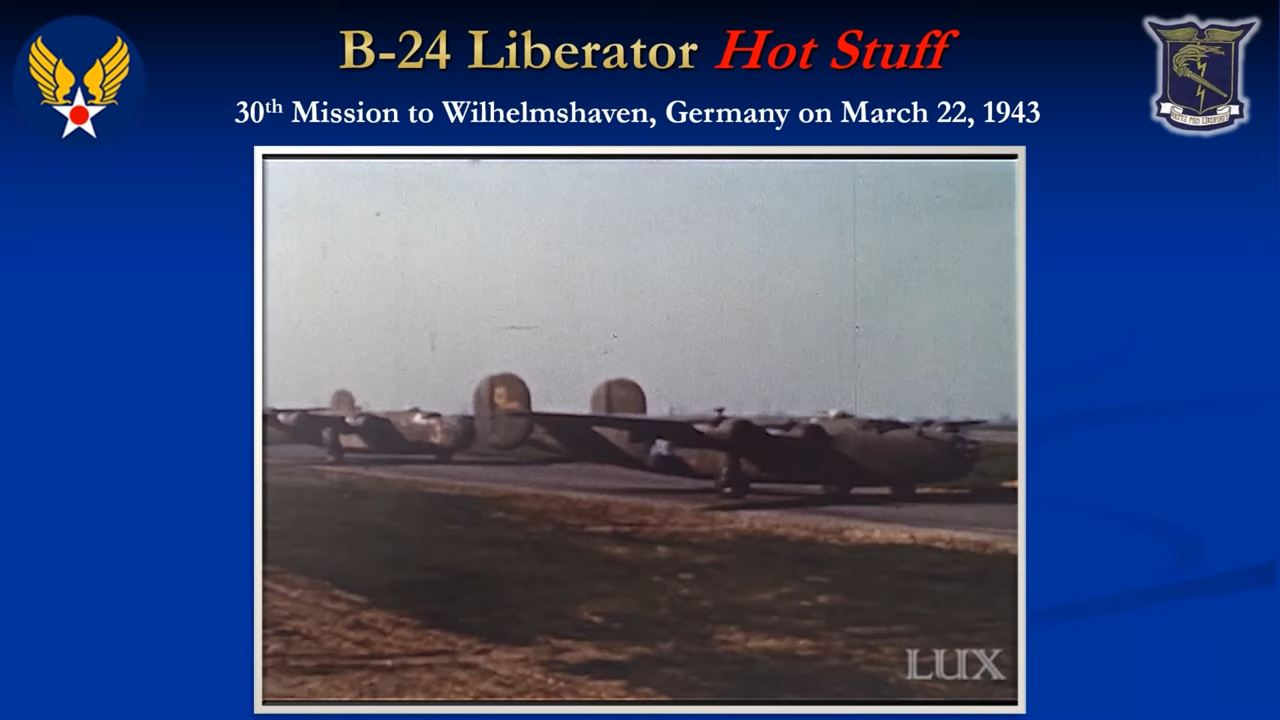 B-24 Liberator Hot Stuff
30th Mission to Wilhelmshaven, Germany on March 22, 1943
LUX